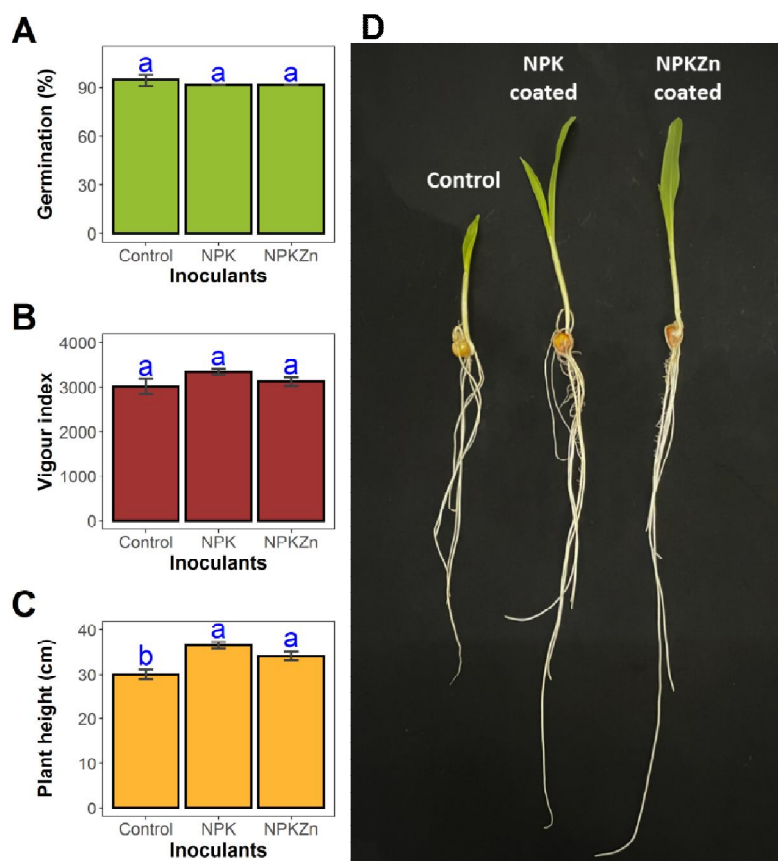 A
Germination (%)
90
60
30
0
a
a
a
Control
NPK
NPKZn
Inoculants
B
Vigour index
4000
3000
2000
1000
0
a
a
a
Control
NPK
NPKZn
Inoculants
C
Plant height (cm)
40
30
20
10
0
b
a
a
Control
NPK
NPKZn
Inoculants
D
Control
NPK
coated
NPKZn
coated